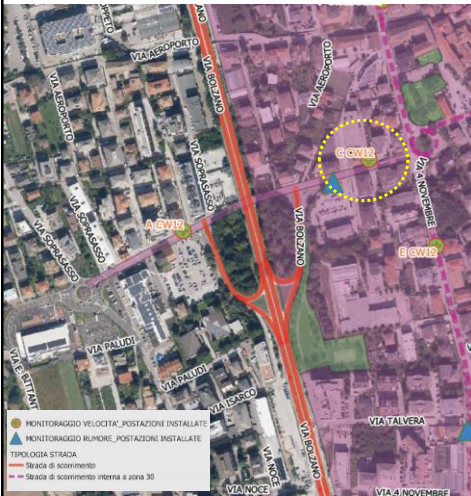 VIA AEROPORTO
VIA BOLZANO
VIA AEROPORTO
VIA BOLZANO
VIA AEROPORTO
VIA SOPRASASSO
C CW12
VIA 4 NOVEMBRE
A CW12
VIA BOLZANO
VIA SOPRASASSO
E CW12
VIA PALUDI
VIA PALUDI
VIA ISARCO
VIA TALVERA
VIA BOLZANO
VIA NOCE
VIA NOCE
VIA 4 NOVEMBRE
MONITORAGGIO VELOCITA'_POSTAZIONI INSTALLATE
MONITORAGGIO RUMORE_POSTAZIONI INSTALLATE
TIPOLOGIA STRADA
Strada di scorrimento
Strada di scorrimento interna a zona 30